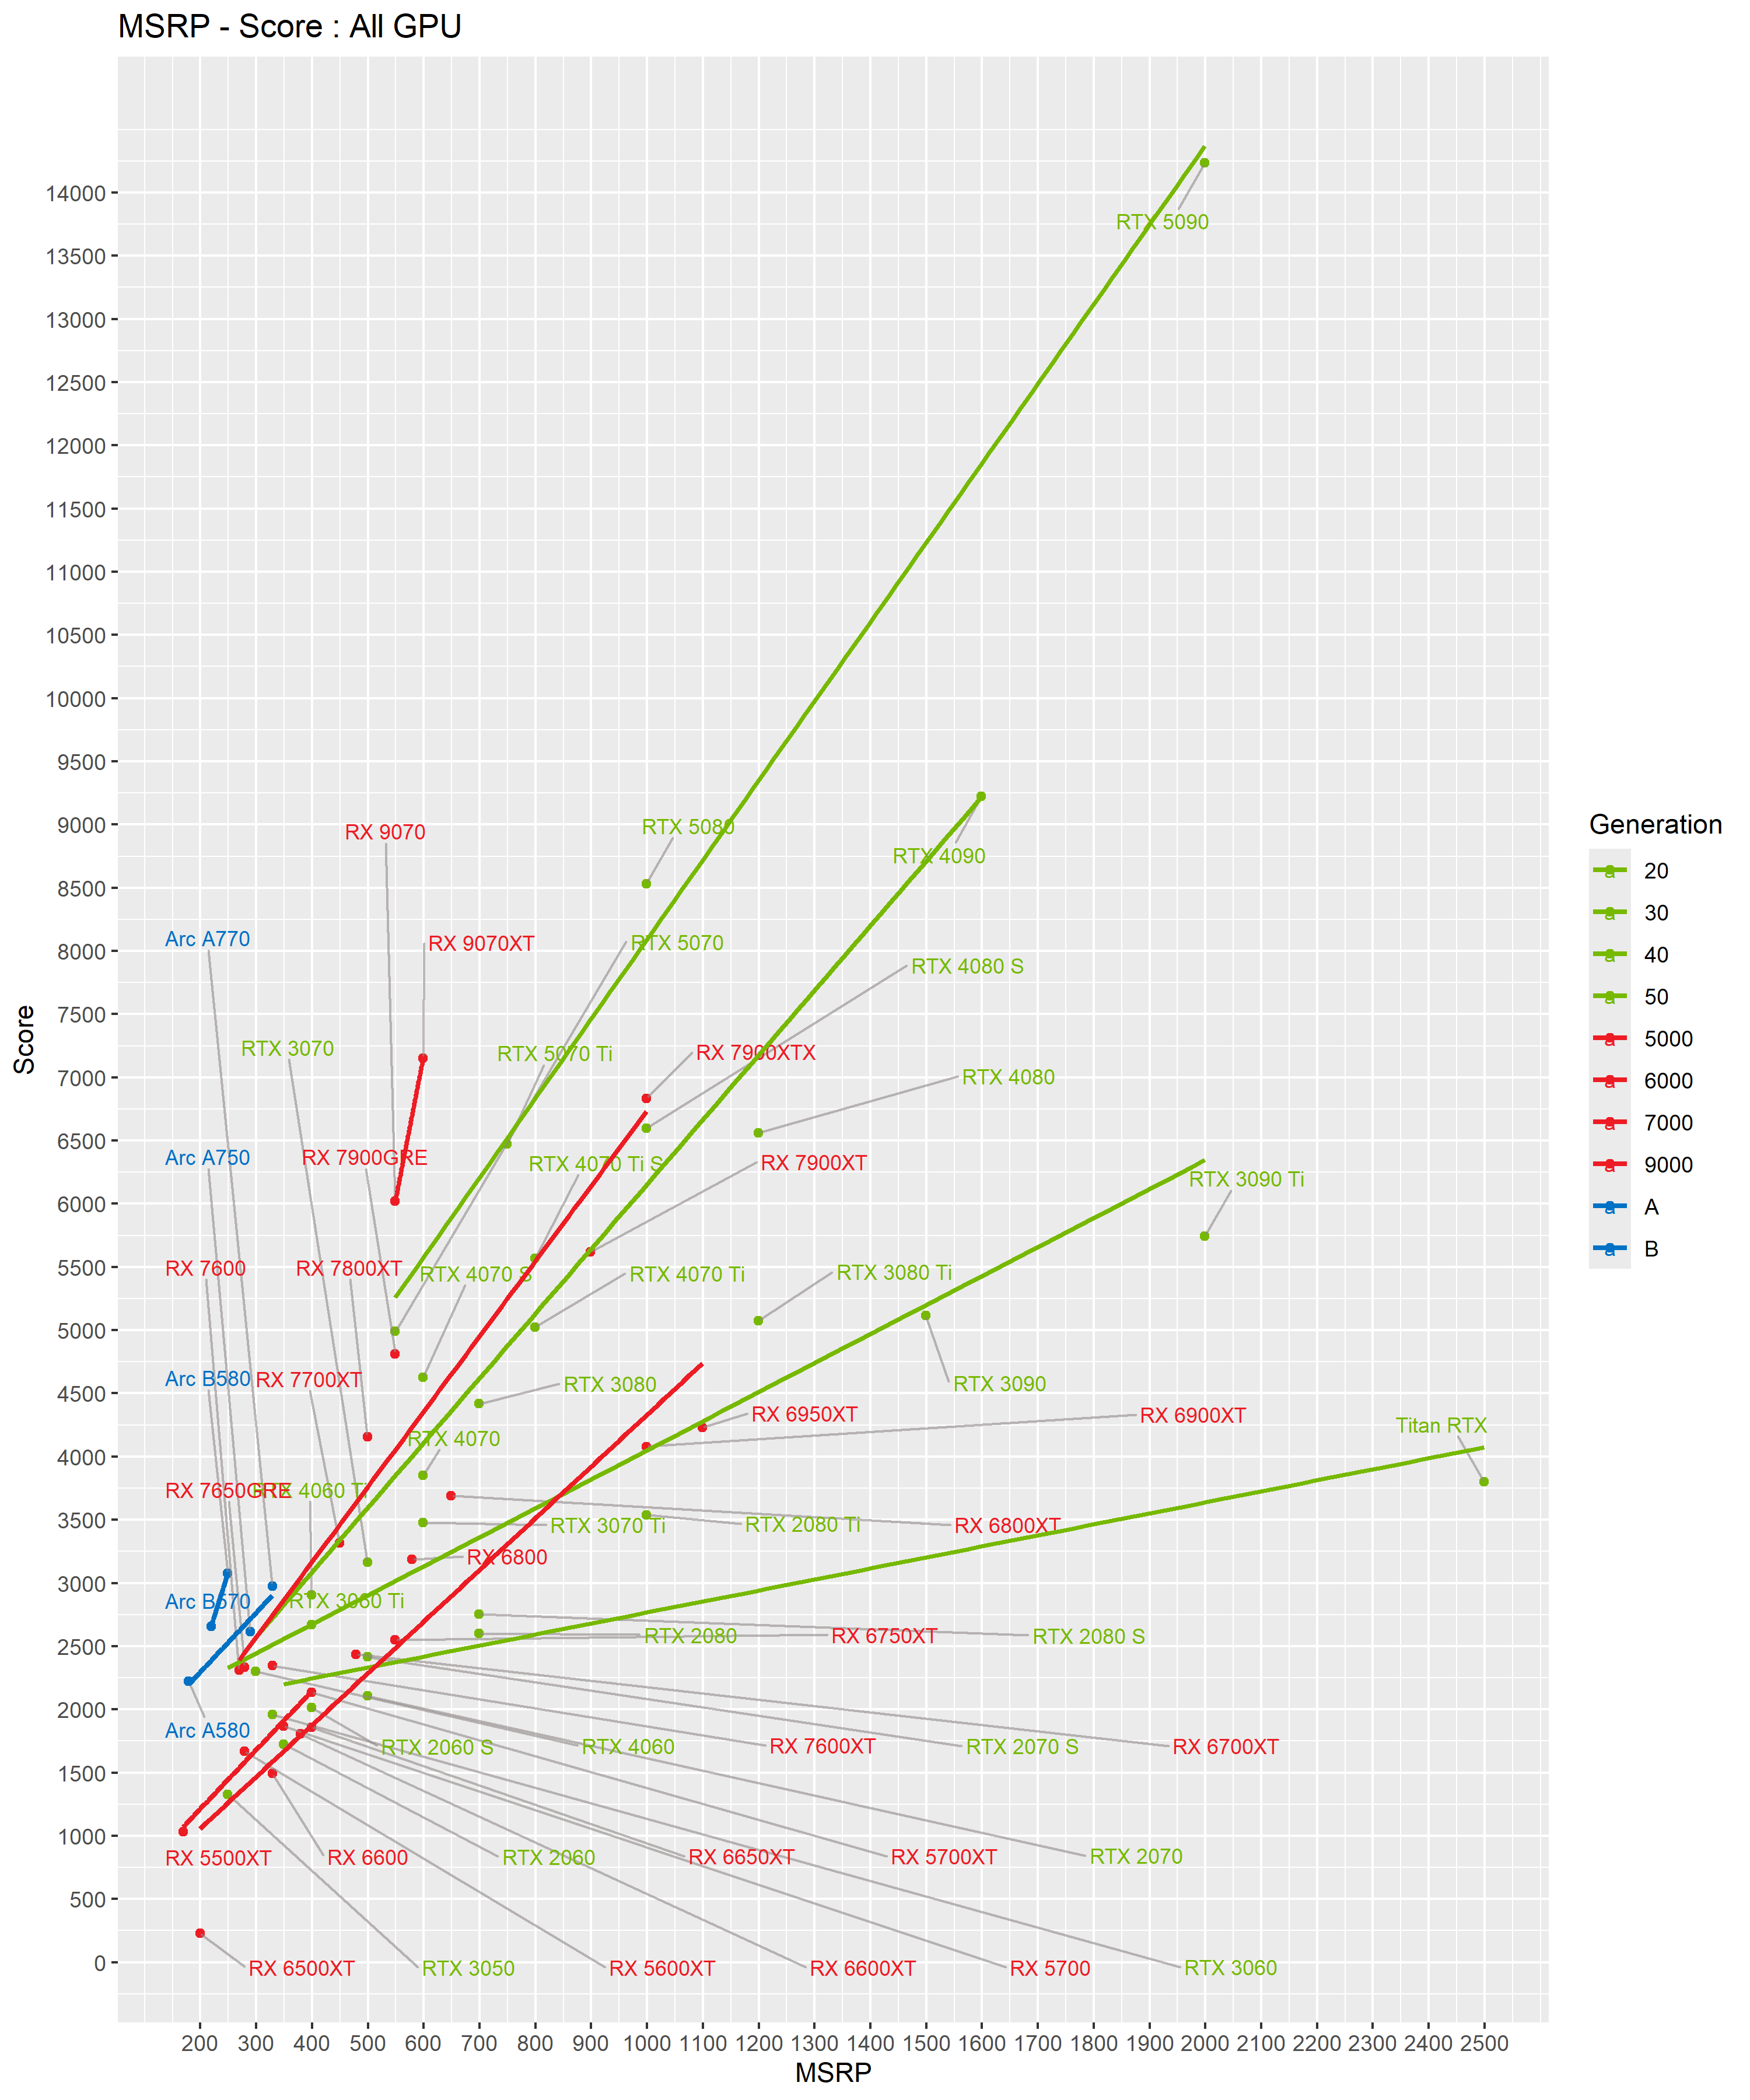 MSRP - Score : All GPU
14000
13500
13000
12500
12000
11500
11000
10500
10000
9500
9000
8500
8000
7500
7000
6500
6000
5500
5000
4500
4000
3500
3000
2500
2000
1500
1000
500
0
Score
RTX 5090
RTX 5080
RX 9070
RTX 4090
Arc A770
RX 9070XT
RTX 5070
RTX 4080 S
RTX 3070
RTX 5070 Ti
RX 7900XTX
RTX 4080
Arc A750
RX 7900GRE
RTX 4070 Ti S
RX 7900XT
RTX 3090 Ti
RX 7600
RX 7800XT
RTX 4070 S
RTX 4070 Ti
RTX 3080 Ti
Arc B580
RX 7700XT
RTX 3080
RTX 3090
RTX 4070
RX 6950XT
RX 6900XT
Titan RTX
RX 7650GRE
RTX 4060 Ti
RTX 3070 Ti
RTX 2080 Ti
RX 6800XT
RX 6800
Arc B570
RTX 3060 Ti
RTX 2080
RX 6750XT
RTX 2080 S
Arc A580
RTX 2060 S
RTX 4060
RX 7600XT
RTX 2070 S
RX 6700XT
RX 5500XT
RX 6600
RTX 2060
RX 6650XT
RX 5700XT
RTX 2070
RX 6500XT
RTX 3050
RX 5600XT
RX 6600XT
RX 5700
RTX 3060
200 300 400 500 600 700 800 900 1000 1100 1200 1300 1400 1500 1600 1700 1800 1900 2000 2100 2200 2300 2400 2500
MSRP
Generation
a 20
a 30
a 40
a 50
a 5000
a 6000
a 7000
a 9000
a A
a B